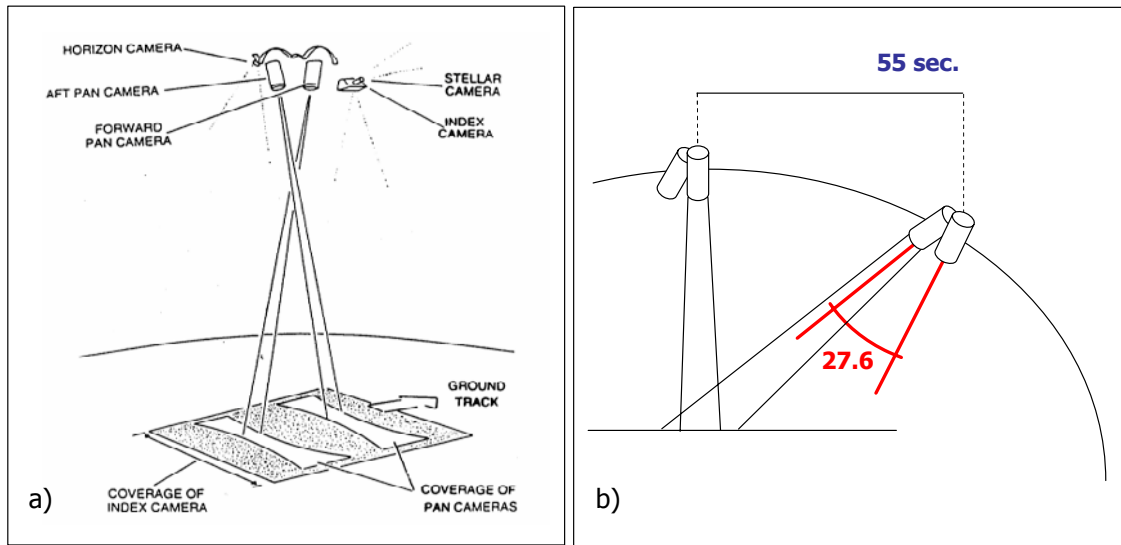 HORIZON CAMERA
AFT PAN CAMERA
FORWARD
PAN CAMERA
STELLAR
CAMERA
INDEX
CAMERA
GROUND
TRACK
COVERAGE OF
INDEX CAMERA
COVERAGE OF
PAN CAMERAS
a)
55 sec.
27.6
b)